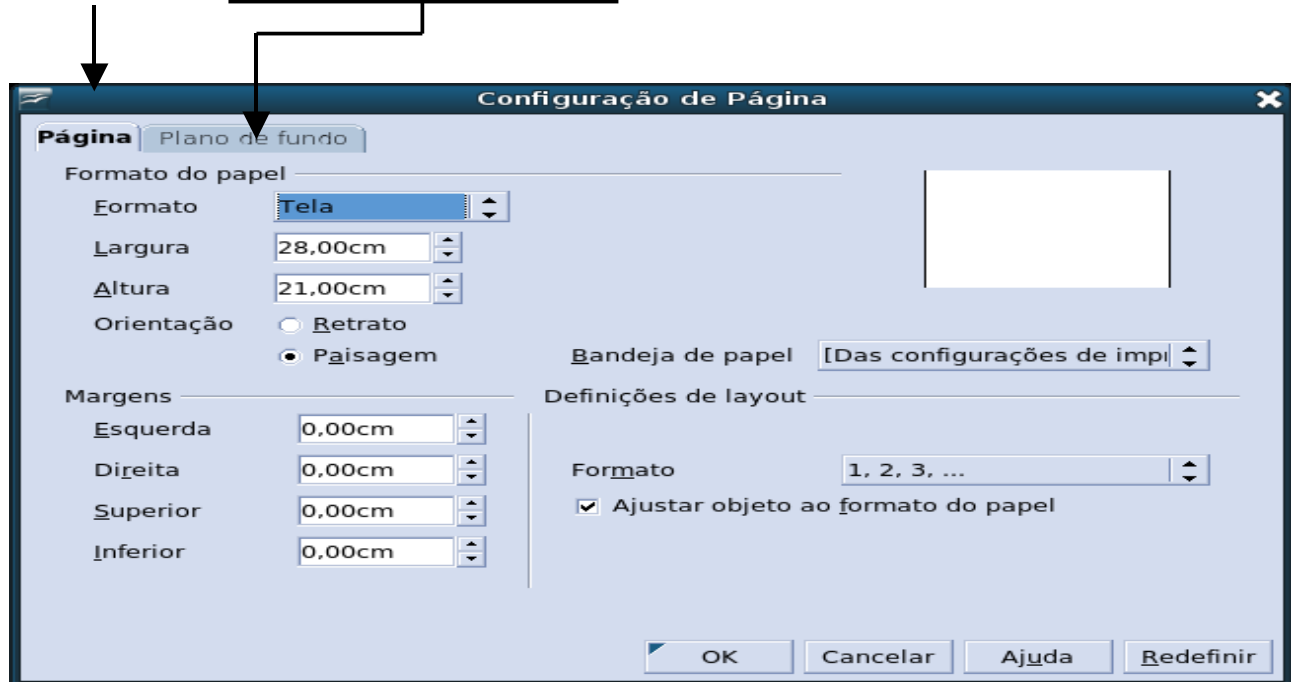 Configuração de Página
Página Plano de fundo
Formato do papel
Formato Tela
Largura 28,00cm
Altura 21,00cm
Orientação Retrato
Paisagem Bandeja de papel [Das configurações de impr
Margens Definições de layout
Esquerda 0,00cm
Direita 0,00cm Formato 1, 2, 3, ...
Superior 0,00cm Ajustar objeto ao formato do papel
Inferior 0,00cm
OK Cancelar Ajuda Redefinir